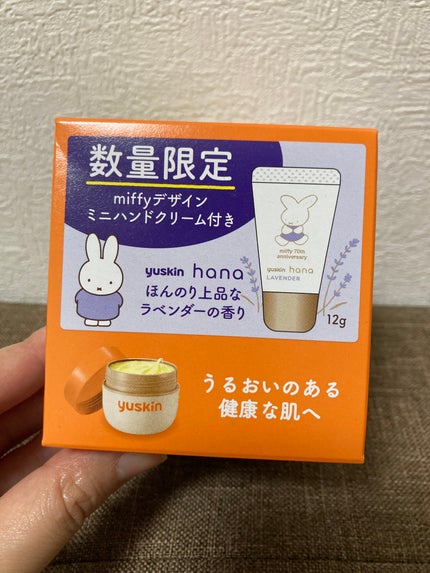 数量限定
miffyデザイン
ミニハンドクリーム付き
yuskin hana
ほんのり上品な
ラベンダーの香り
miffy 70th
anniversary
yuskin hana
LAVENDER
12g
yuskin
うるおいのある
健康な肌へ